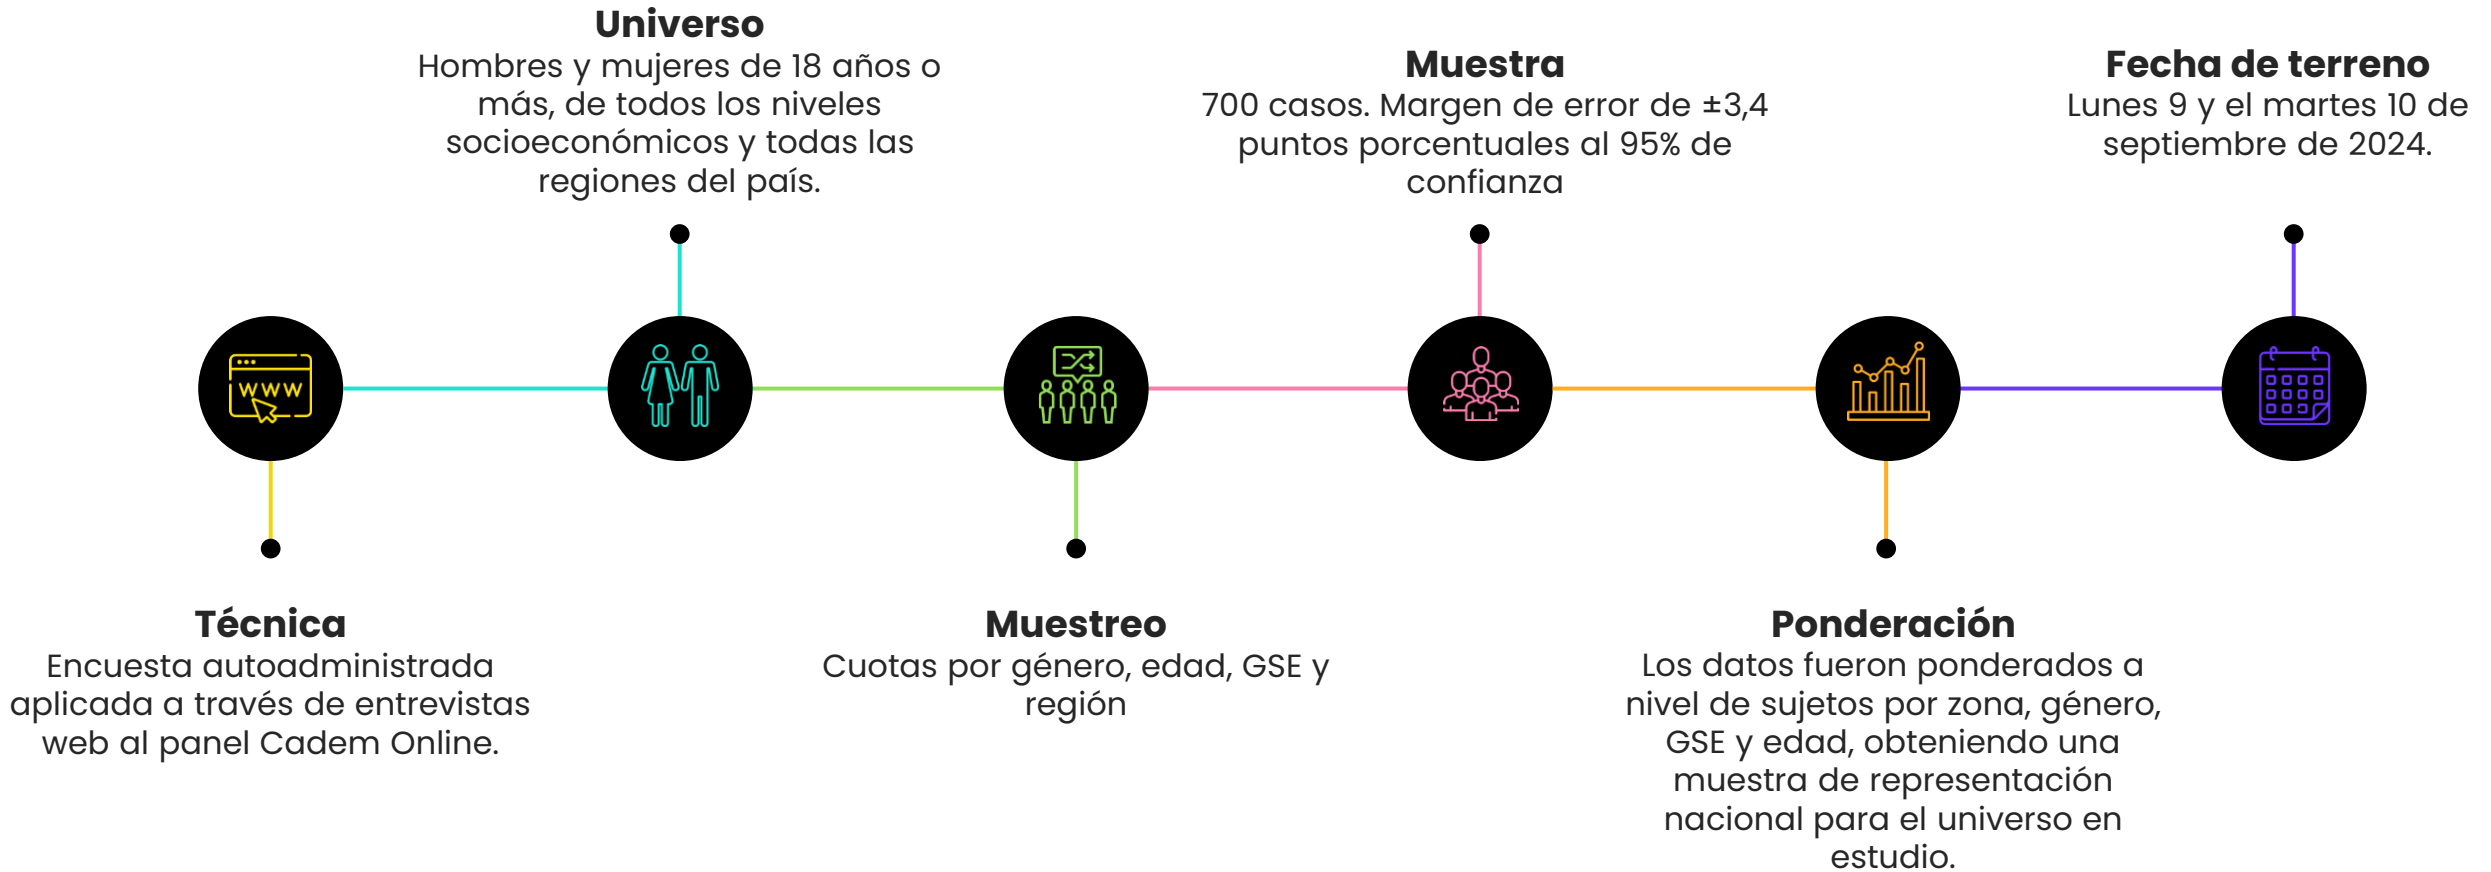 Universo
Hombres y mujeres de 18 años o
más, de todos los niveles
socioeconómicos y todas las
regiones del país.
Muestra
700 casos. Margen de error de ±3,4
puntos porcentuales al 95% de
confianza
Fecha de terreno
Lunes 9 y el martes 10 de
septiembre de 2024.
WWW
Técnica
Encuesta autoadministrada
aplicada a través de entrevistas
web al panel Cadem Online.
Muestreo
Cuotas por género, edad, GSE y
región
Ponderación
Los datos fueron ponderados a
nivel de sujetos por zona, género,
GSE y edad, obteniendo una
muestra de representación
nacional para el universo en
estudio.